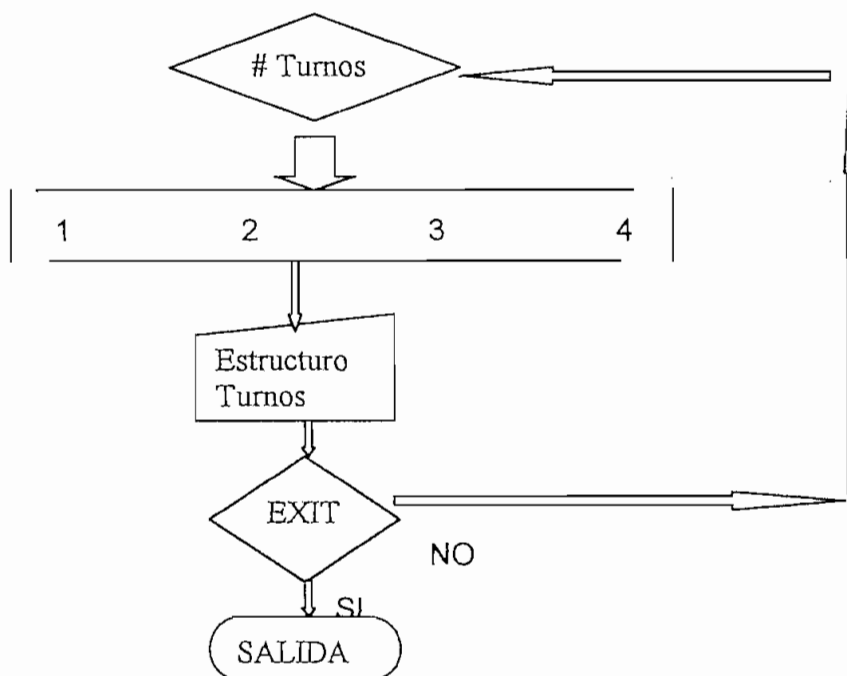 # Turnos
1 2 3 4
Estructuro
Turnos
EXIT
NO
SI
SALIDA